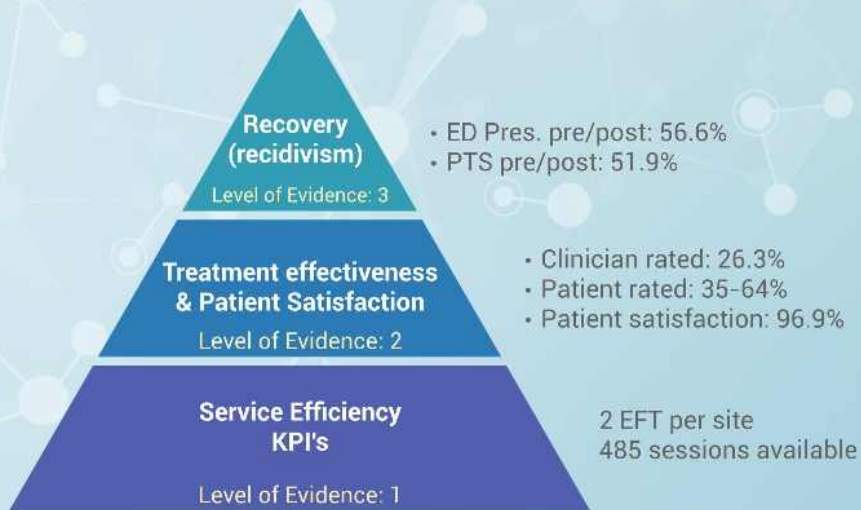 Recovery
(recidivism)
Level of Evidence: 3
• ED Pres. pre/post: 56.6%
• PTS pre/post: 51.9%
Treatment effectiveness
& Patient Satisfaction
Level of Evidence: 2
• Clinician rated: 26.3%
• Patient rated: 35-64%
• Patient satisfaction: 96.9%
Service Efficiency
KPI's
Level of Evidence: 1
2 EFT per site
485 sessions available